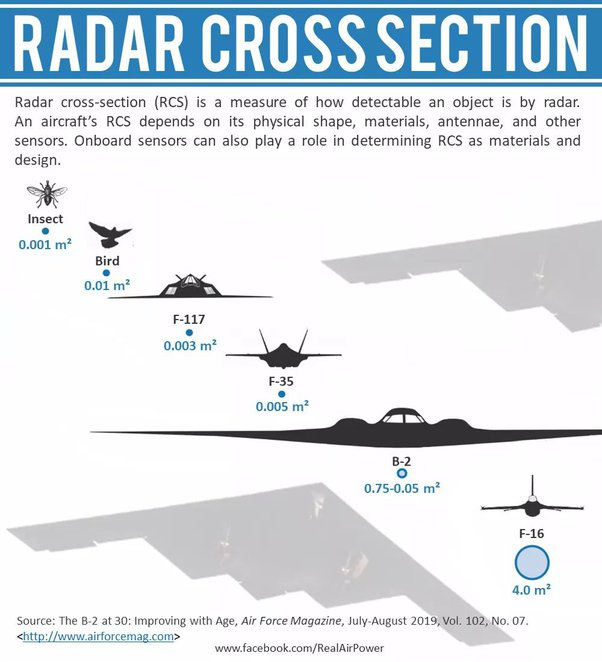 RADAR CROSS SECTION
Radar cross-section (RCS) is a measure of how detectable an object is by radar.
An aircraft's RCS depends on its physical shape, materials, antennae, and other
sensors. Onboard sensors can also play a role in determining RCS as materials and
design.
Insect
0.001 m²
Bird
0.01 m²
F-117
0.003 m²
F-35
0.005 m²
B-2
0.75-0.05 m²
F-16
4.0 m²
Source: The B-2 at 30: Improving with Age, Air Force Magazine, July-August 2019, Vol. 102, No. 07.
<http://www.airforcemag.com>
www.facebook.com/RealAirPower